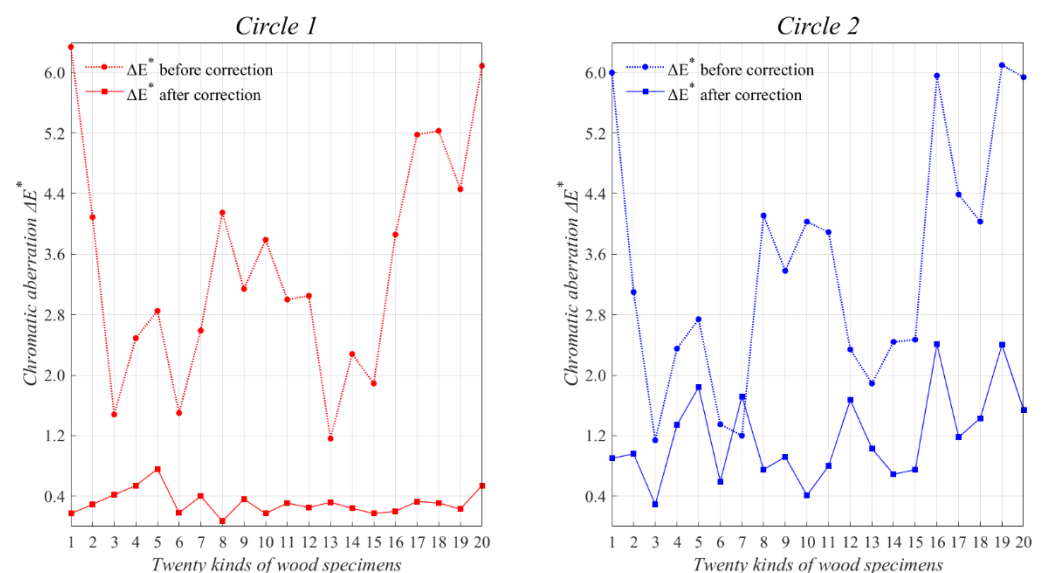 Circle 1
ΔE* before correction
ΔE* after correction
6.0
5.2
4.4
3.6
2.8
2.0
1.2
0.4
Chromatic aberration ΔE*
1 2 3 4 5 6 7 8 9 10 11 12 13 14 15 16 17 18 19 20
Twenty kinds of wood specimens
Circle 2
ΔE* before correction
ΔE* after correction
6.0
5.2
4.4
3.6
2.8
2.0
1.2
0.4
Chromatic aberration ΔE*
1 2 3 4 5 6 7 8 9 10 11 12 13 14 15 16 17 18 19 20
Twenty kinds of wood specimens